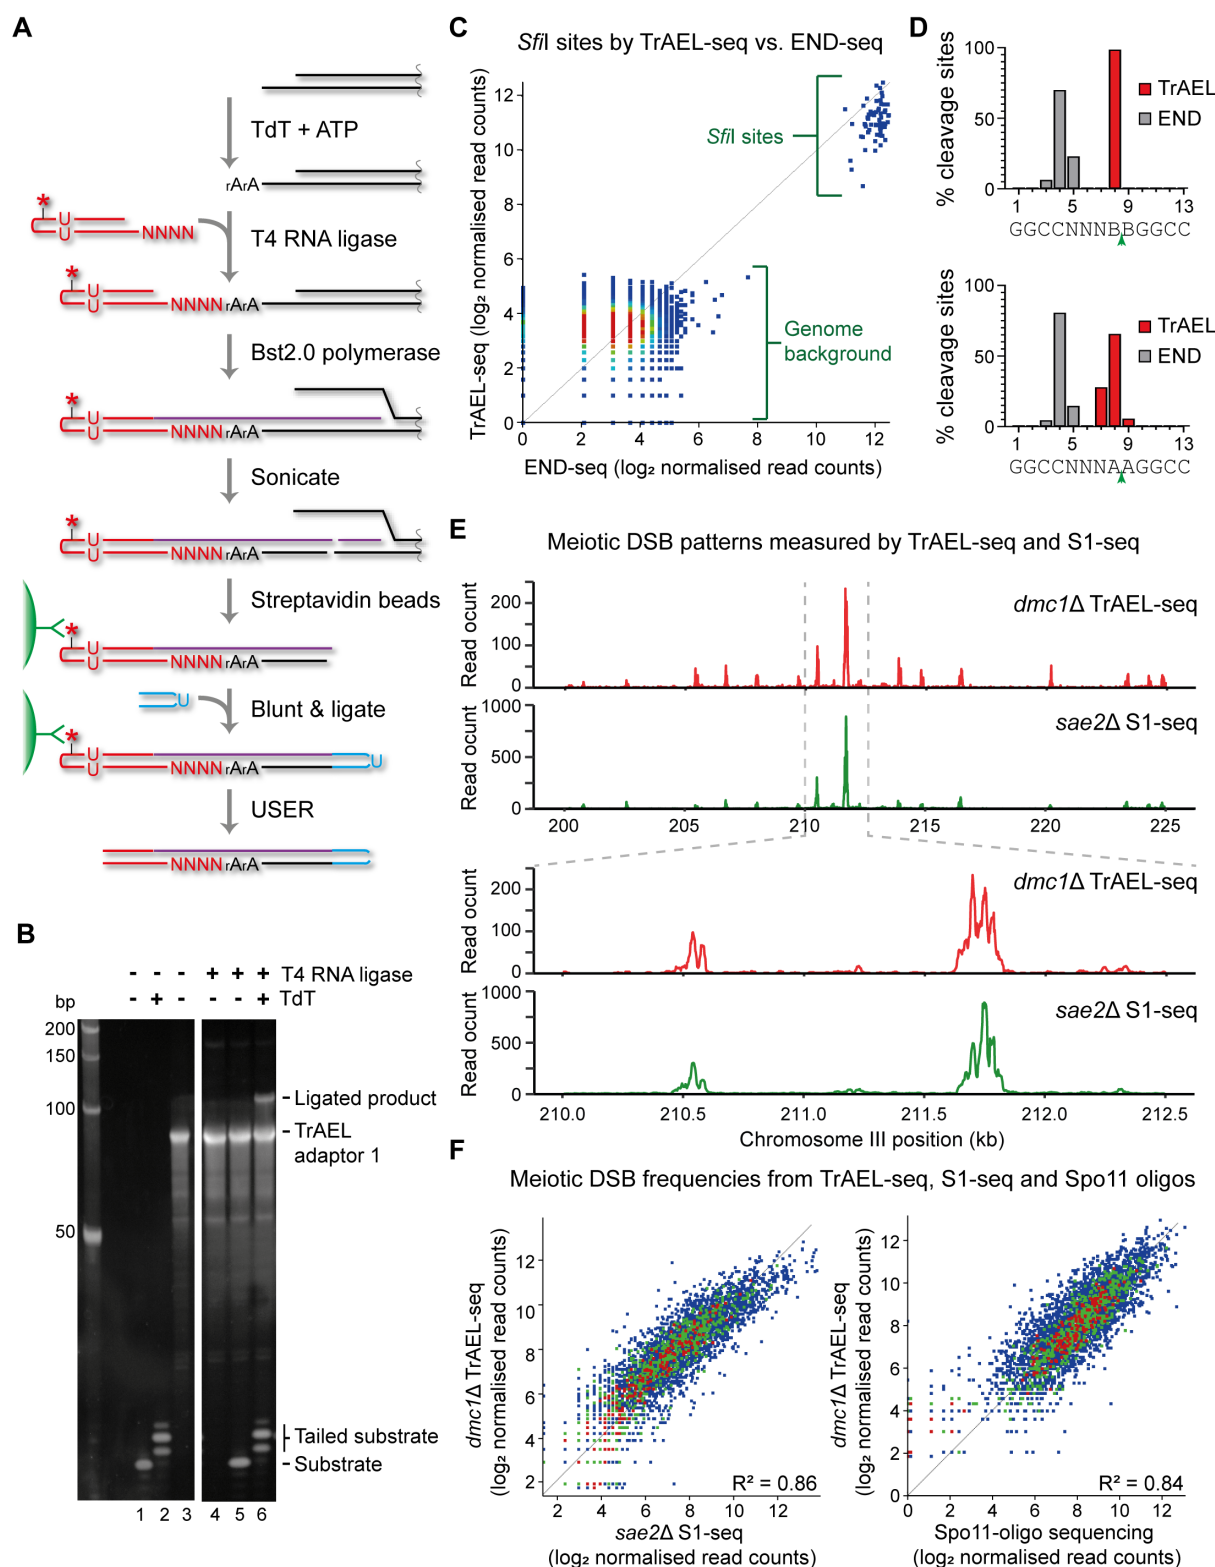 A
TdT + ATP
rArA
U
U
NNNN
T4 RNA ligase
U
U
NNNN rArA
Bst2.0 polymerase
U
U
NNNN rArA
Sonicate
U
U
NNNN rArA
Streptavidin beads
U
U
NNNN rArA
U
Blunt & ligate
U
U
NNNN rArA
U
USER
NNNN rArA
B
- - - + + + T4 RNA ligase
bp
- + - - + TdT
200
150
100
50
Ligated product
TrAEL
adaptor 1
Tailed substrate
Substrate
1 2 3 4 5 6
C
SfiI sites by TrAEL-seq vs. END-seq
TrAEL-seq (log₂ normalised read counts)
12
10
8
6
4
2
0
SfiI sites
Genome
background
0 2 4 6 8 10 12
END-seq (log₂ normalised read counts)
D
% cleavage sites
100
50
0
TrAEL
END
1 5 9 13
GGCCNNNBBGGCC
% cleavage sites
100
50
0
TrAEL
END
1 5 9 13
GGCCNNNAAGGCC
E
Meiotic DSB patterns measured by TrAEL-seq and S1-seq
Read ocunt
200
100
0
dmc1Δ TrAEL-seq
Read ocunt
1000
500
0
sae2Δ S1-seq
200 205 210 215 220 225
Read ocunt
200
100
0
dmc1Δ TrAEL-seq
Read ocunt
1000
500
0
sae2Δ S1-seq
210.0 210.5 211.0 211.5 212.0 212.5
Chromosome III position (kb)
F
Meiotic DSB frequencies from TrAEL-seq, S1-seq and Spo11 oligos
dmc1Δ TrAEL-seq
(log₂ normalised read counts)
12
10
8
6
4
2
R² = 0.86
2 4 6 8 10 12
sae2Δ S1-seq
(log₂ normalised read counts)
dmc1Δ TrAEL-seq
(log₂ normalised read counts)
12
10
8
6
4
2
0
R² = 0.84
0 2 4 6 8 10 12
Spo11-oligo sequencing
(log₂ normalised read counts)